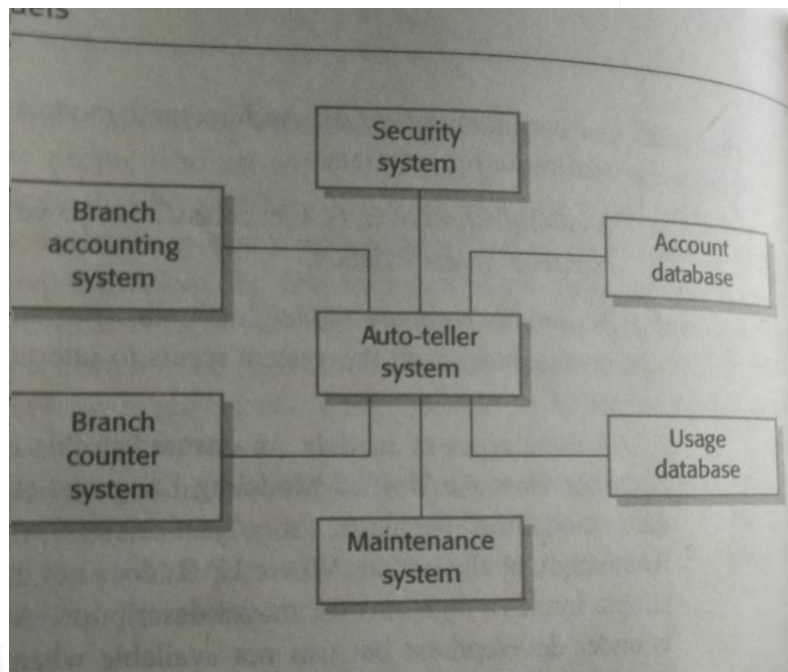 Security
system
Branch
accounting
system
Account
database
Auto-teller
system
Branch
counter
system
Usage
database
Maintenance
system